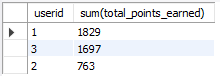 userid sum(total_points_earned)
1 1829
3 1697
2 763